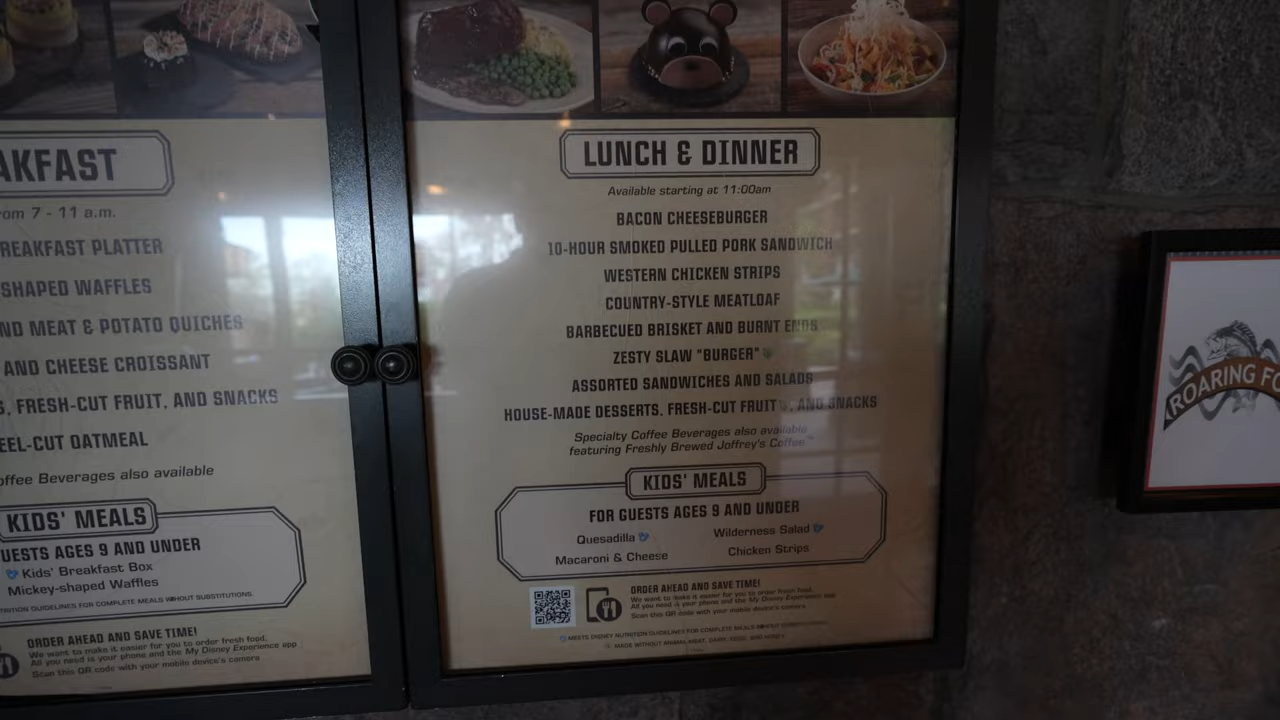 AKFAST
rom 7 - 11 a.m.
REAKFAST PLATTER
SHAPED WAFFLES
ND MEAT & POTATO QUICHES
AND CHEESE CROISSANT
S, FRESH-CUT FRUIT, AND SNACKS
EEL-CUT OATMEAL
offee Beverages also available
KIDS' MEALS
UESTS AGES 9 AND UNDER
Kids' Breakfast Box
Mickey-shaped Waffles
TRITION GUIDELINES FOR COMPLETE MEALS WITHOUT SUBSTITUTIONS.
ORDER AHEAD AND SAVE TIME!
We want to make it easier for you to order fresh food,
All you need is your phone and the My Disney Experience app
Scan this QR code with your mobile device's camera
LUNCH & DINNER
Available starting at 11:00am
BACON CHEESEBURGER
10-HOUR SMOKED PULLED PORK SANDWICH
WESTERN CHICKEN STRIPS
COUNTRY-STYLE MEATLOAF
BARBECUED BRISKET AND BURNT ENDS
ZESTY SLAW "BURGER"
ASSORTED SANDWICHES AND SALADS
HOUSE-MADE DESSERTS, FRESH-CUT FRUIT, AND SNACKS
Specialty Coffee Beverages also available
featuring Freshly Brewed Joffrey's Coffee™
KIDS' MEALS
FOR GUESTS AGES 9 AND UNDER
Quesadilla
Wilderness Salad
Macaroni & Cheese
Chicken Strips
ORDER AHEAD AND SAVE TIME!
We want to make it easier for you to order fresh food,
All you need is your phone and the My Disney Experience app
Scan this QR code with your mobile device's camera
MEETS DISNEY NUTRITION GUIDELINES FOR COMPLETE MEALS WITHOUT
MADE WITHOUT ANIMAL MEAT, DAIRY, EGGS, AND HONEY
ROARING FO